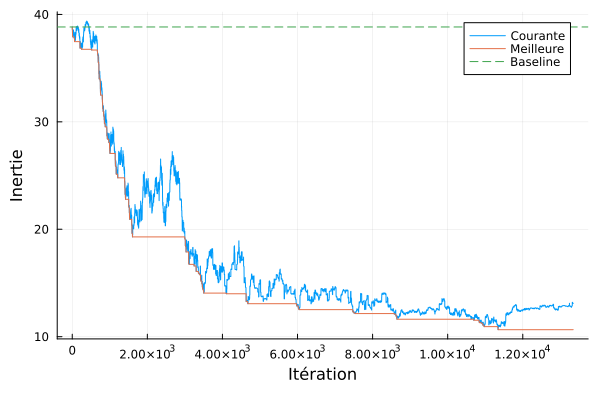 40
30
20
10
Inertie
Courante
Meilleure
Baseline
0 2.00×10³ 4.00×10³ 6.00×10³ 8.00×10³ 1.00×10⁴ 1.20×10⁴
Itération